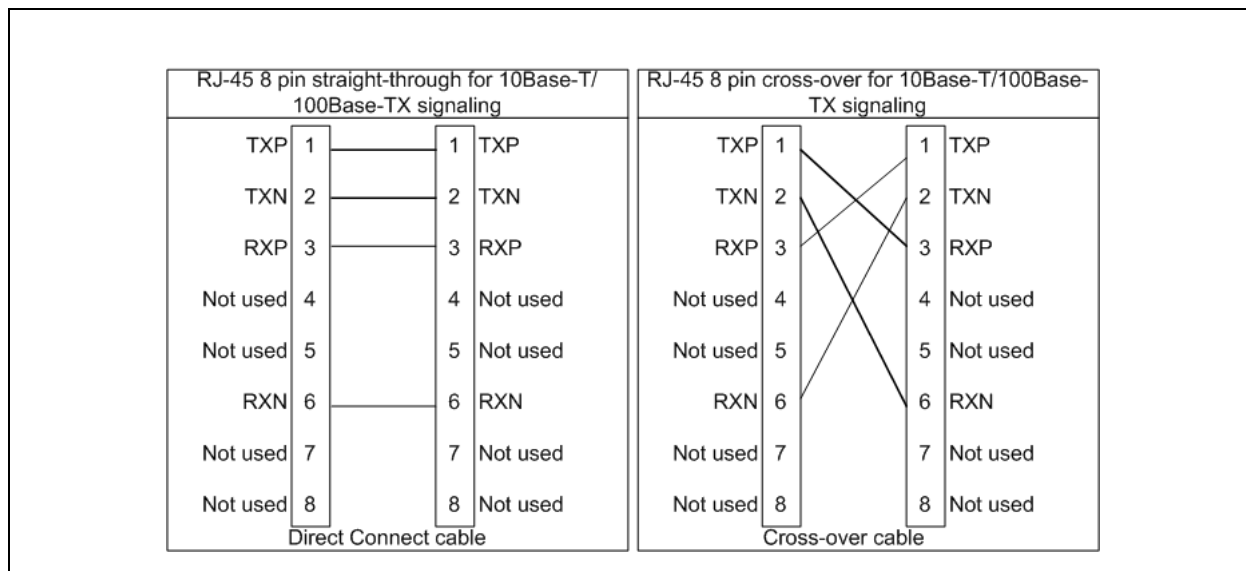 RJ-45 8 pin straight-through for 10Base-T/
100Base-TX signaling
TXP 1 1 TXP
TXN 2 2 TXN
RXP 3 3 RXP
Not used 4 4 Not used
Not used 5 5 Not used
RXN 6 6 RXN
Not used 7 7 Not used
Not used 8 8 Not used
Direct Connect cable
RJ-45 8 pin cross-over for 10Base-T/100Base-
TX signaling
TXP 1 1 TXP
TXN 2 2 TXN
RXP 3 3 RXP
Not used 4 4 Not used
Not used 5 5 Not used
RXN 6 6 RXN
Not used 7 7 Not used
Not used 8 8 Not used
Cross-over cable